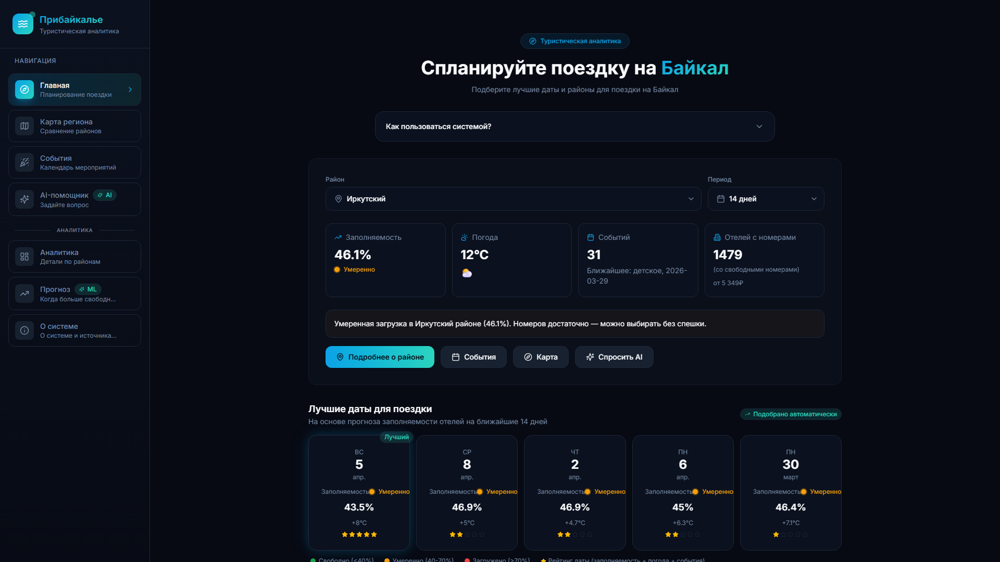 Прибайкалье
Туристическая аналитика
НАВИГАЦИЯ
Главная
Планирование поездки
Карта региона
Сравнение районов
События
Календарь мероприятий
AI-помощник AI
Задайте вопрос
АНАЛИТИКА
Аналитика
Детали по районам
Прогноз ML
Когда больше свободн...
О системе
О системе и источника...
Туристическая аналитика
Спланируйте поездку на Байкал
Подберите лучшие даты и районы для поездки на Байкал
Как пользоваться системой?
Район
Иркутский
Период
14 дней
Заполняемость
46.1%
Умеренно
Погода
12°C
Событий
31
Ближайшее: детское, 2026-
03-29
Отелей с номерами
1479
(со свободными номерами)
от 5 349₽
Умеренная загрузка в Иркутский районе (46.1%). Номеров достаточно — можно выбирать без спешки.
Подробнее о районе
События
Карта
Спросить AI
Лучшие даты для поездки
На основе прогноза заполняемости отелей на ближайшие 14 дней
Подобрано автоматически
Лучший
ВС
5
апр.
Заполняемость Умеренно
43.5%
+8°C
СР
8
апр.
Заполняемость Умеренно
46.9%
+5°C
ЧТ
2
апр.
Заполняемость Умеренно
46.9%
+4.7°C
ПН
6
апр.
Заполняемость Умеренно
45%
+6.3°C
ПН
30
март
Заполняемость Умеренно
46.4%
+7.1°C
Свободно (<40%) Умеренно (40-70%) Загружено (>70%) Рейтинг даты (заполняемость + погода + события)